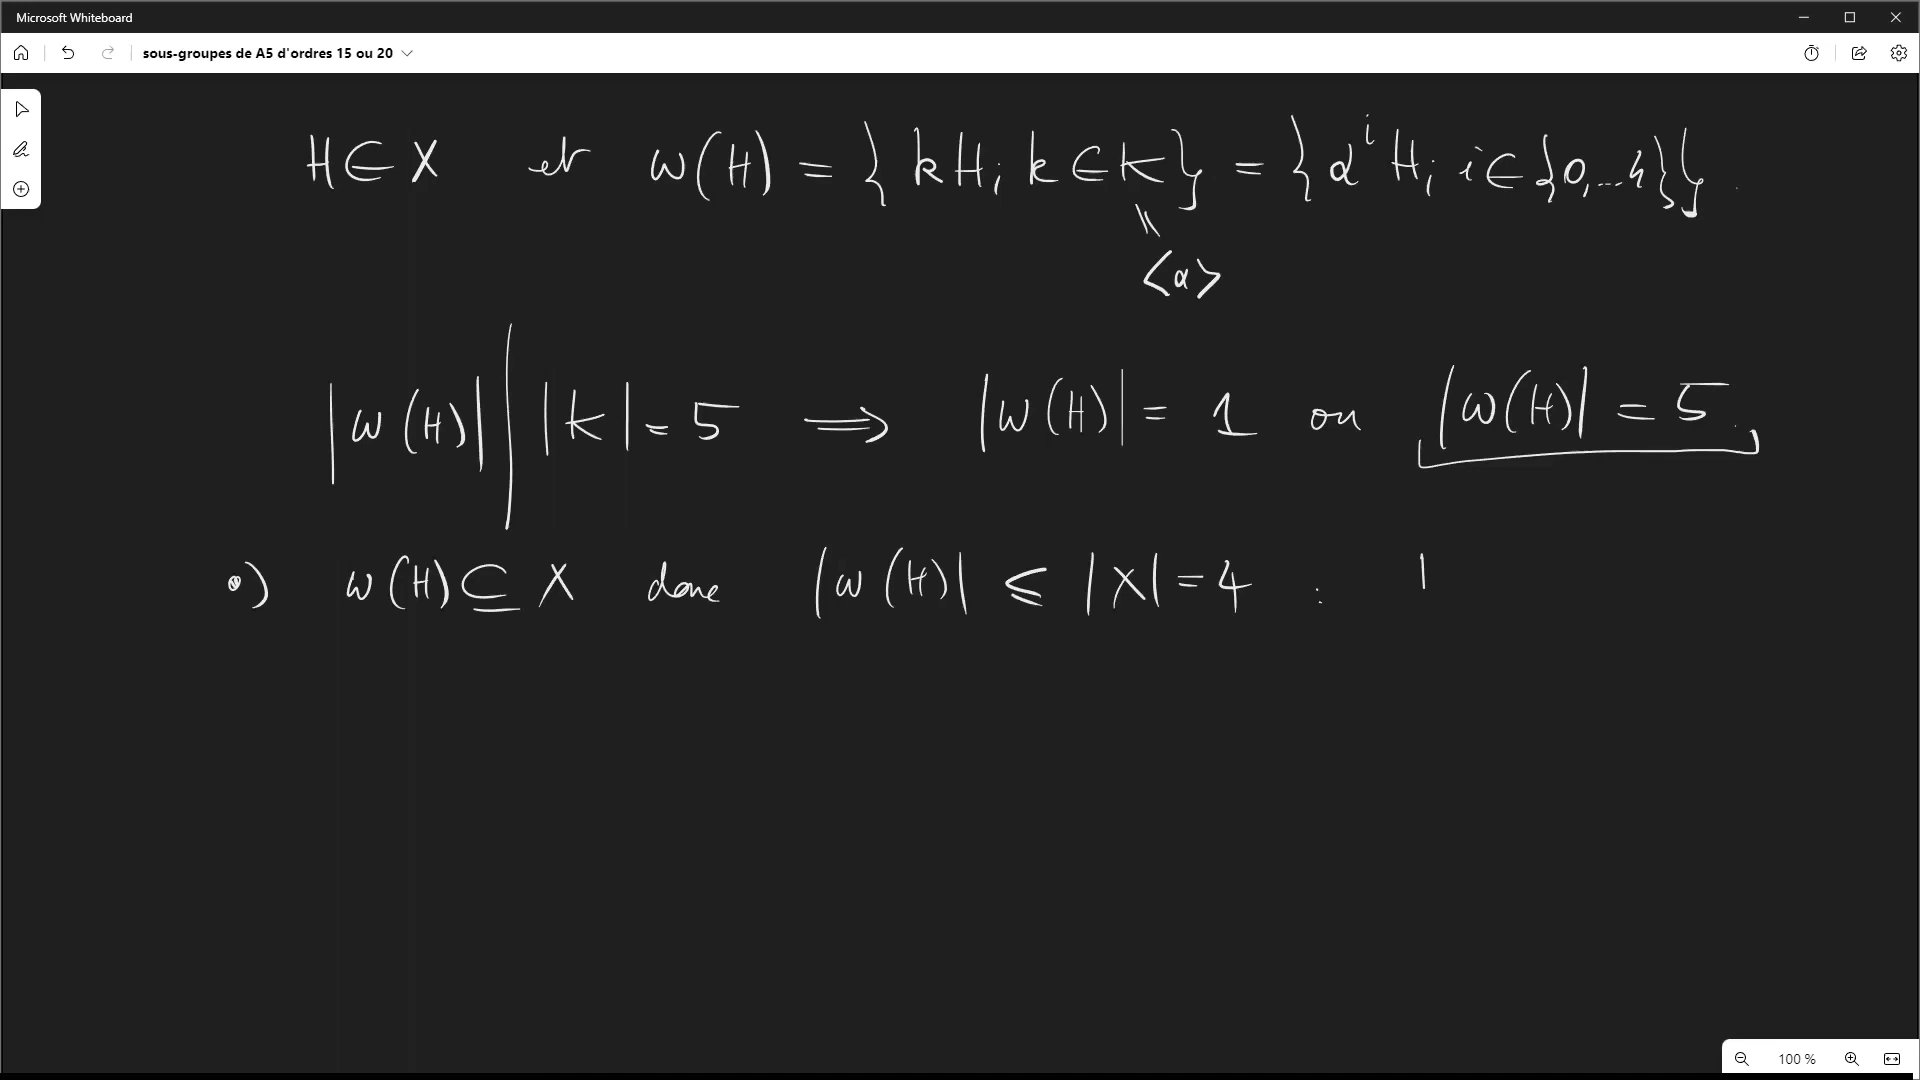 Microsoft Whiteboard
sous-groupes de A5 d'ordres 15 ou 20
H ∈ X et ω(H) = { kH; k ∈ K } = { α^i H; i ∈ {0,...4} }.
= <α>
|ω(H)| | |K| = 5 ⟹ |ω(H)| = 1 ou |ω(H)| = 5
•) ω(H) ⊆ X donc |ω(H)| ⩽ |X| = 4 : |
100 %